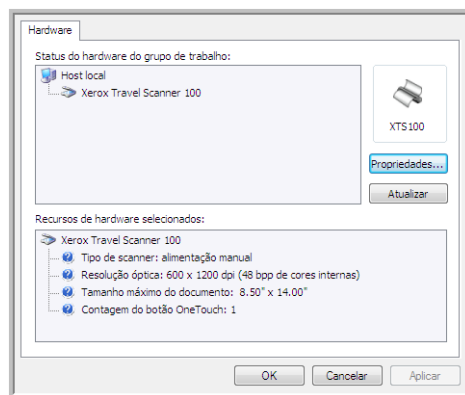 Hardware
Status do hardware do grupo de trabalho:
Host local
Xerox Travel Scanner 100
XTS100
Propriedades...
Atualizar
Recursos de hardware selecionados:
Xerox Travel Scanner 100
Tipo de scanner: alimentação manual
Resolução óptica: 600 x 1200 dpi (48 bpp de cores internas)
Tamanho máximo do documento: 8.50" x 14.00"
Contagem do botão OneTouch: 1
OK Cancelar Aplicar